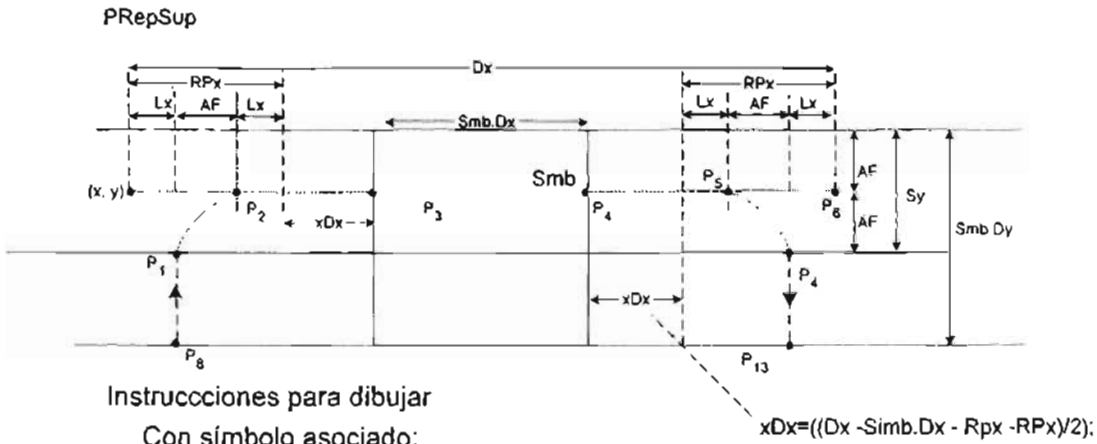 PRepSup
Dx
RPx
RPx
Lx AF Lx
Lx AF Lx
Smb.Dx
(x, y)
P2
P3
Smb
P4
P5
P6
AF
AF
Sy
Smb Dy
xDx
P1
P4
xDx
P8
P13
Instruccciones para dibujar
Con símbolo asociado:
xDx=((Dx -Simb.Dx - Rpx -RPx)/2);